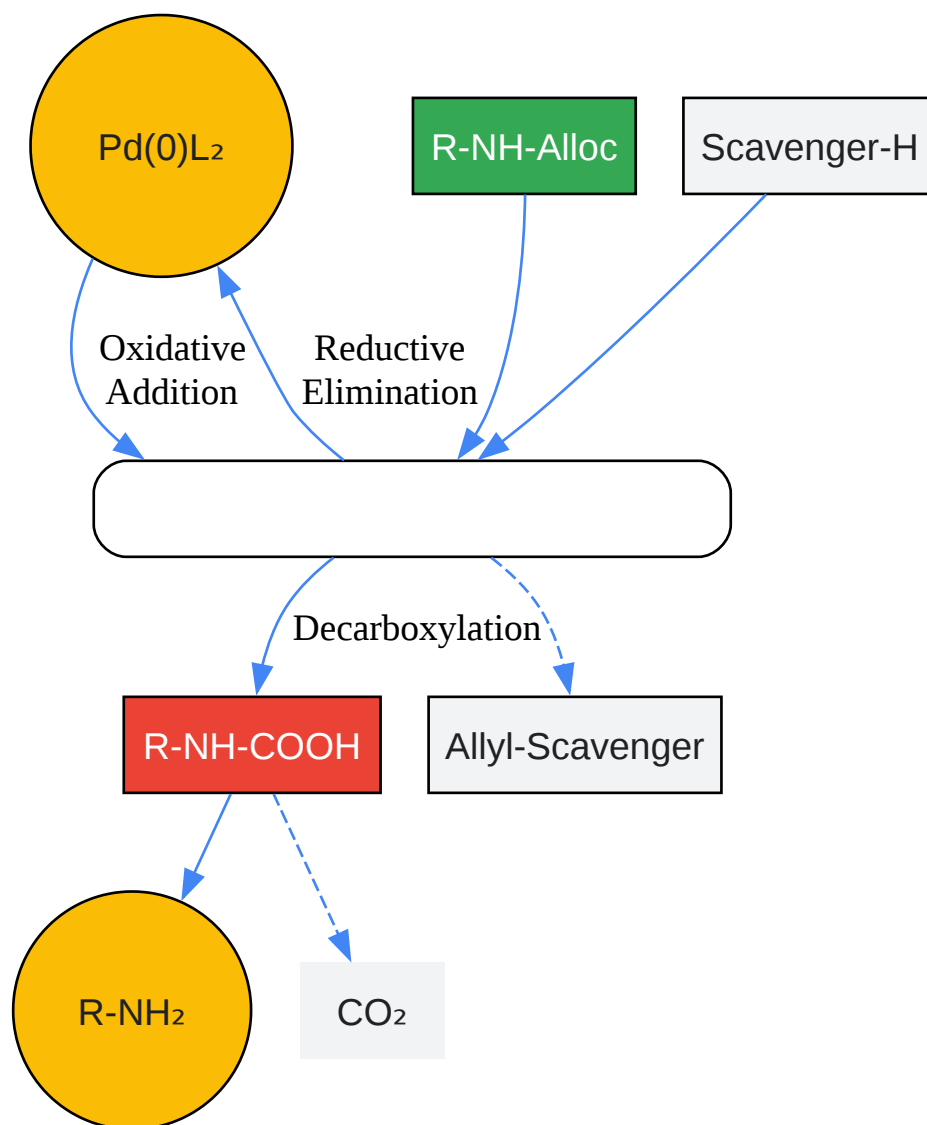 Pd(0)L₂
R-NH-Alloc
Scavenger-H
Oxidative
Addition
Reductive
Elimination
Decarboxylation
R-NH-COOH
Allyl-Scavenger
R-NH₂
CO₂